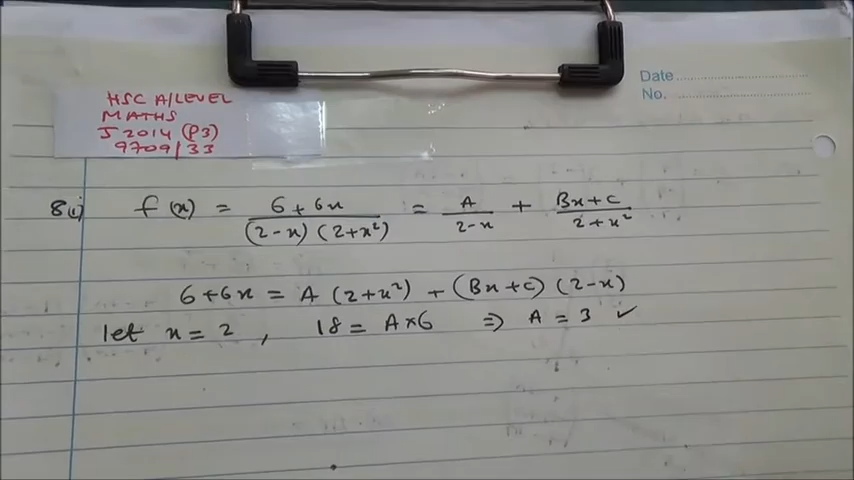 Date
No.
HSC A/LEVEL
MATHS
J 2014 (P3)
9709/33
8(i) f(x) = (6+6x)/((2-x)(2+x²)) = A/(2-x) + (Bx+C)/(2+x²)
6+6x = A(2+x²) + (Bx+C)(2-x)
let x = 2, 18 = A×6 ⇒ A = 3 ✓